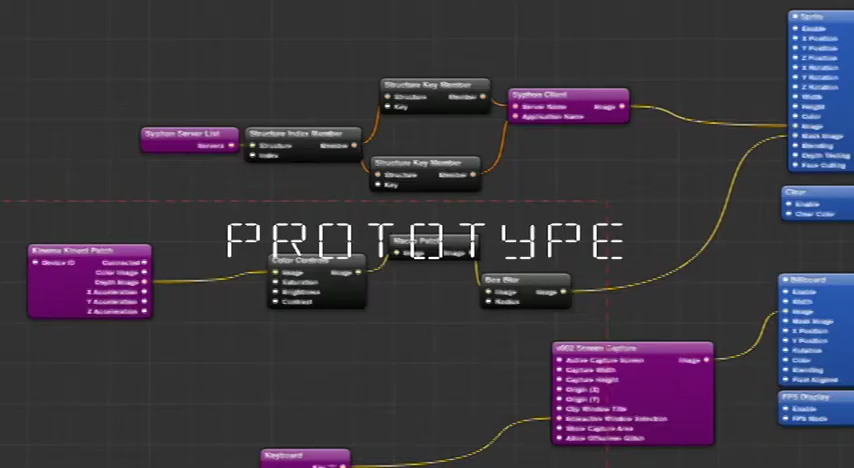 Sprite
Enable
X Position
Y Position
Z Position
X Rotation
Y Rotation
Z Rotation
Width
Height
Color
Image
Mask Image
Blending
Depth Testing
Face Culling
Structure Key Member
Structure Member
Key
Syphon Client
Server Name Image
Application Name
Syphon Server List
Servers
Structure Index Member
Structure Member
Index
Structure Key Member
Structure Member
Key
Clear
Enable
Clear Color
PROTOTYPE
Kinect Patch
Device ID Connected
Color Image
Depth Image
X Acceleration
Y Acceleration
Z Acceleration
Color Controls
Image Image
Saturation
Brightness
Contrast
Macro Patch
Image Image
Box Blur
Image Image
Radius
Billboard
Enable
Width
Image
Mask Image
X Position
Y Position
Rotation
Color
Blending
Pixel Aligned
v002 Screen Capture
Active Capture Screen Image
Capture Width
Capture Height
Origin (X)
Origin (Y)
Window Title
Interactive Window Selection
Show Capture Area
Allow Offscreen
FPS Display
Enable
FPS Mode
Keyboard